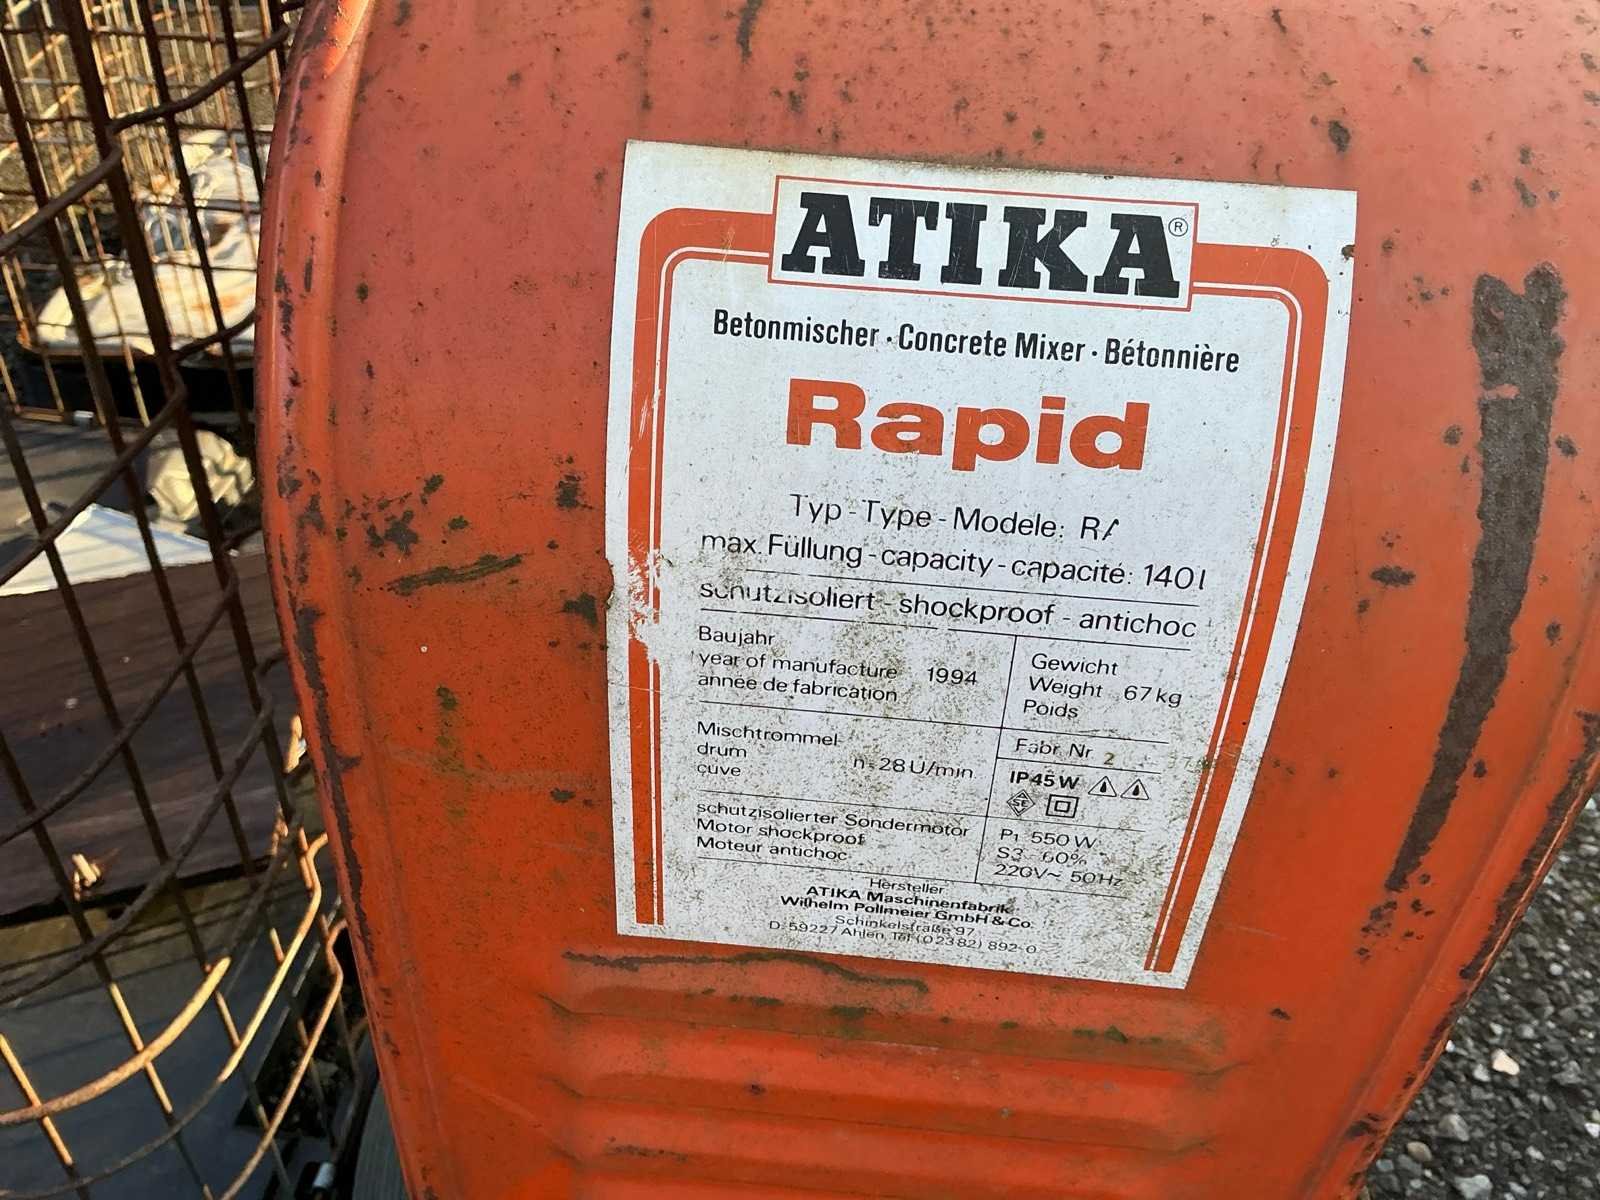 ATIKA®
Betonmischer · Concrete Mixer · Bétonnière
Rapid
Typ - Type - Modele:
max. Füllung - capacity - capacité: 140 l
schutzisoliert - shockproof - antichoc
Baujahr
year of manufacture 1994
année de fabrication
Gewicht
Weight 67 kg
Poids
Mischtrommel
drum n = 28 U/min.
cuve
Fabr. Nr. 2
IP45W
SE
schutzisolierter Sondermotor
Motor shockproof
Moteur antichoc
P1 550 W
S3 - 60%
220V~ 50Hz
Hersteller
ATIKA Maschinenfabrik
Wilhelm Pollmeier GmbH & Co.
Schinkelstraße 97
D-59227 Ahlen, Tel (02382) 892-0